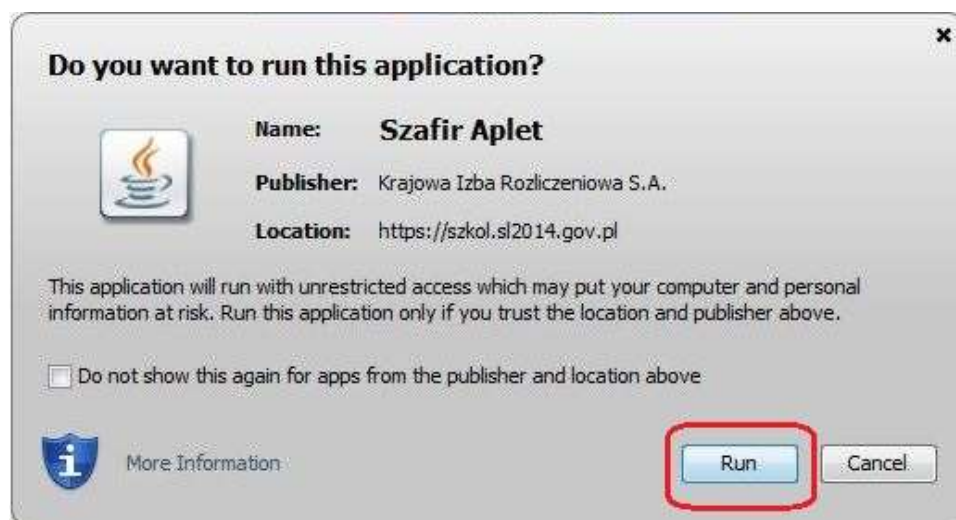 Do you want to run this application?
Name: Szafir Aplet
Publisher: Krajowa Izba Rozliczeniowa S.A.
Location: https://szkol.sl2014.gov.pl
This application will run with unrestricted access which may put your computer and personal
information at risk. Run this application only if you trust the location and publisher above.
Do not show this again for apps from the publisher and location above
More Information
Run Cancel